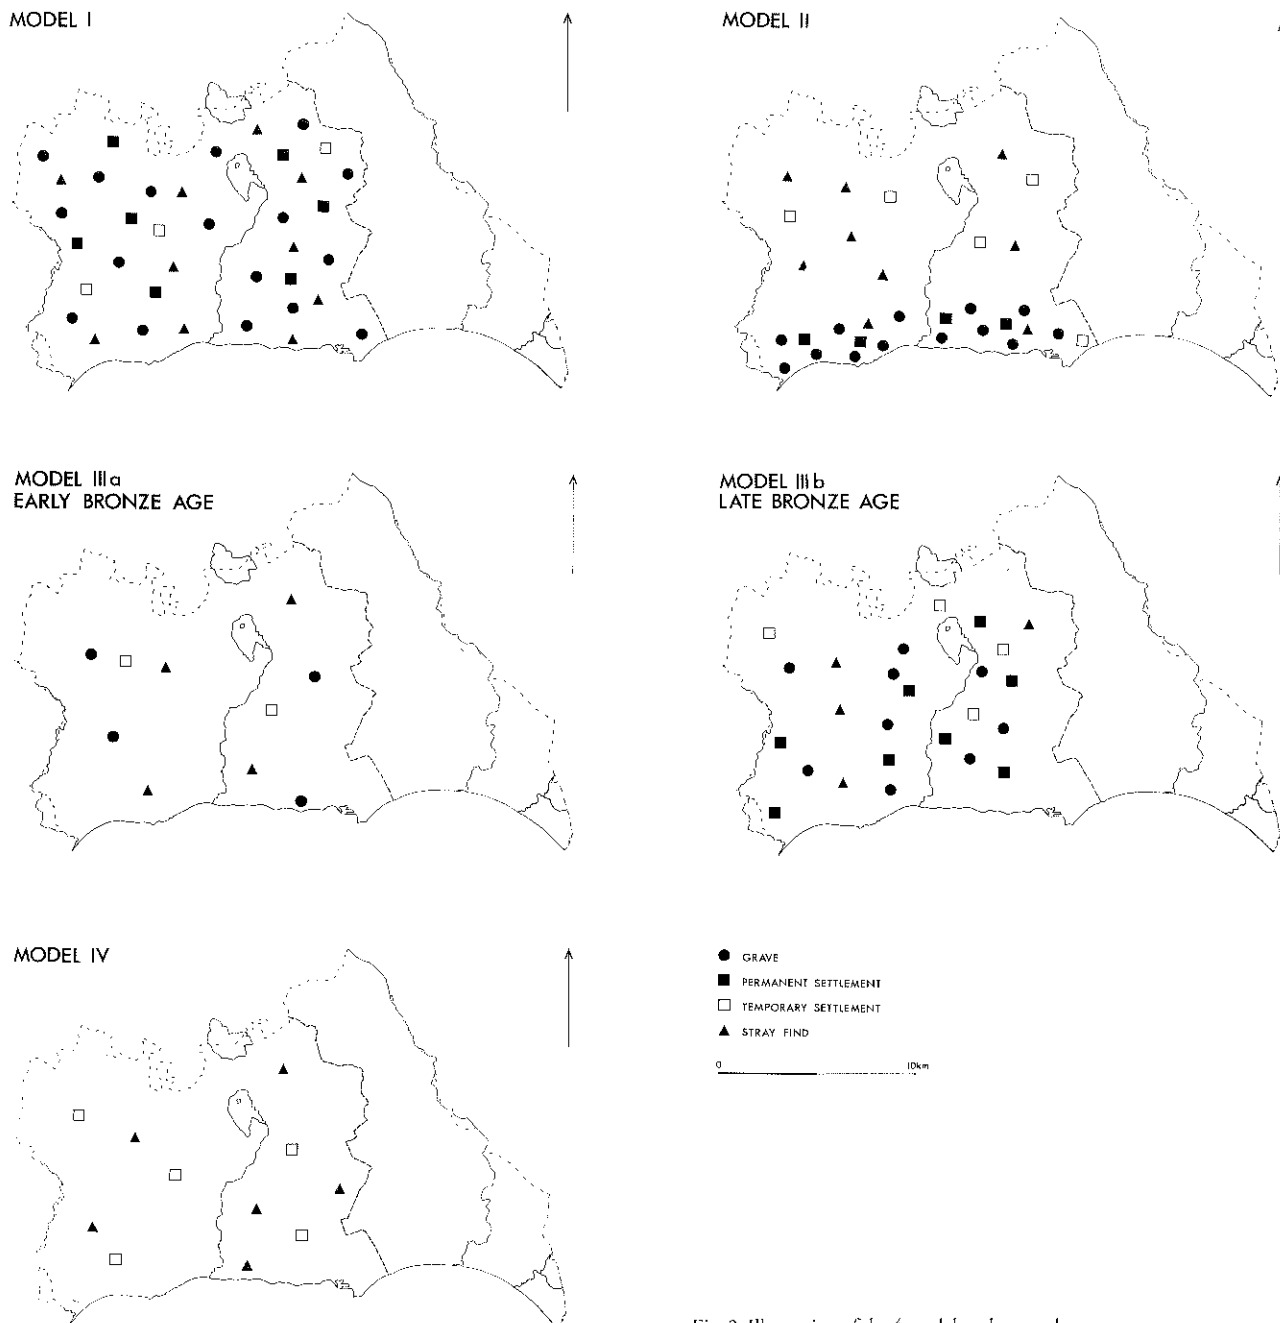 MODEL I
MODEL II
MODEL IIIa
EARLY BRONZE AGE
MODEL IIIb
LATE BRONZE AGE
MODEL IV
GRAVE
PERMANENT SETTLEMENT
TEMPORARY SETTLEMENT
STRAY FIND
0 10km